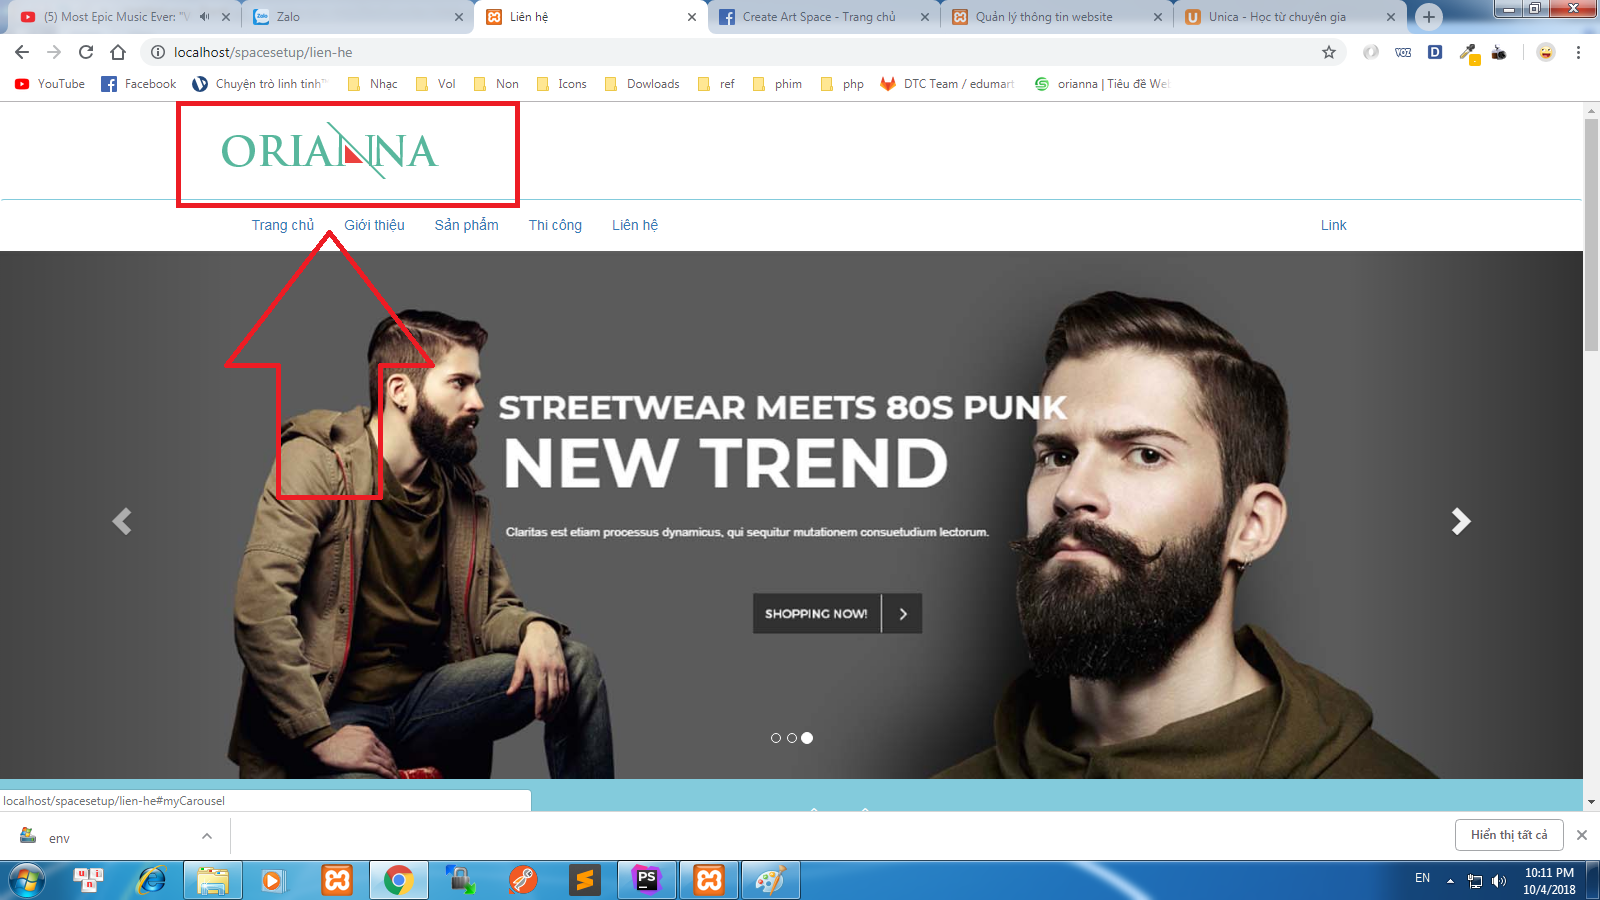 (5) Most Epic Music Ever: "V
Zalo
Liên hệ
Create Art Space - Trang chủ
Quản lý thông tin website
Unica - Học từ chuyên gia
localhost/spacesetup/lien-he
YouTube
Facebook
Chuyện trò linh tinh™
Nhạc
Vol
Non
Icons
Dowloads
ref
phim
php
DTC Team / edumart
orianna | Tiêu đề Web
ORIANNA
Trang chủ
Giới thiệu
Sản phẩm
Thi công
Liên hệ
Link
STREETWEAR MEETS 80S PUNK
NEW TREND
Claritas est etiam processus dynamicus, qui sequitur mutationem consuetudium lectorum.
SHOPPING NOW!
localhost/spacesetup/lien-he#myCarousel
env
Hiển thị tất cả
PS
EN
10:11 PM
10/4/2018